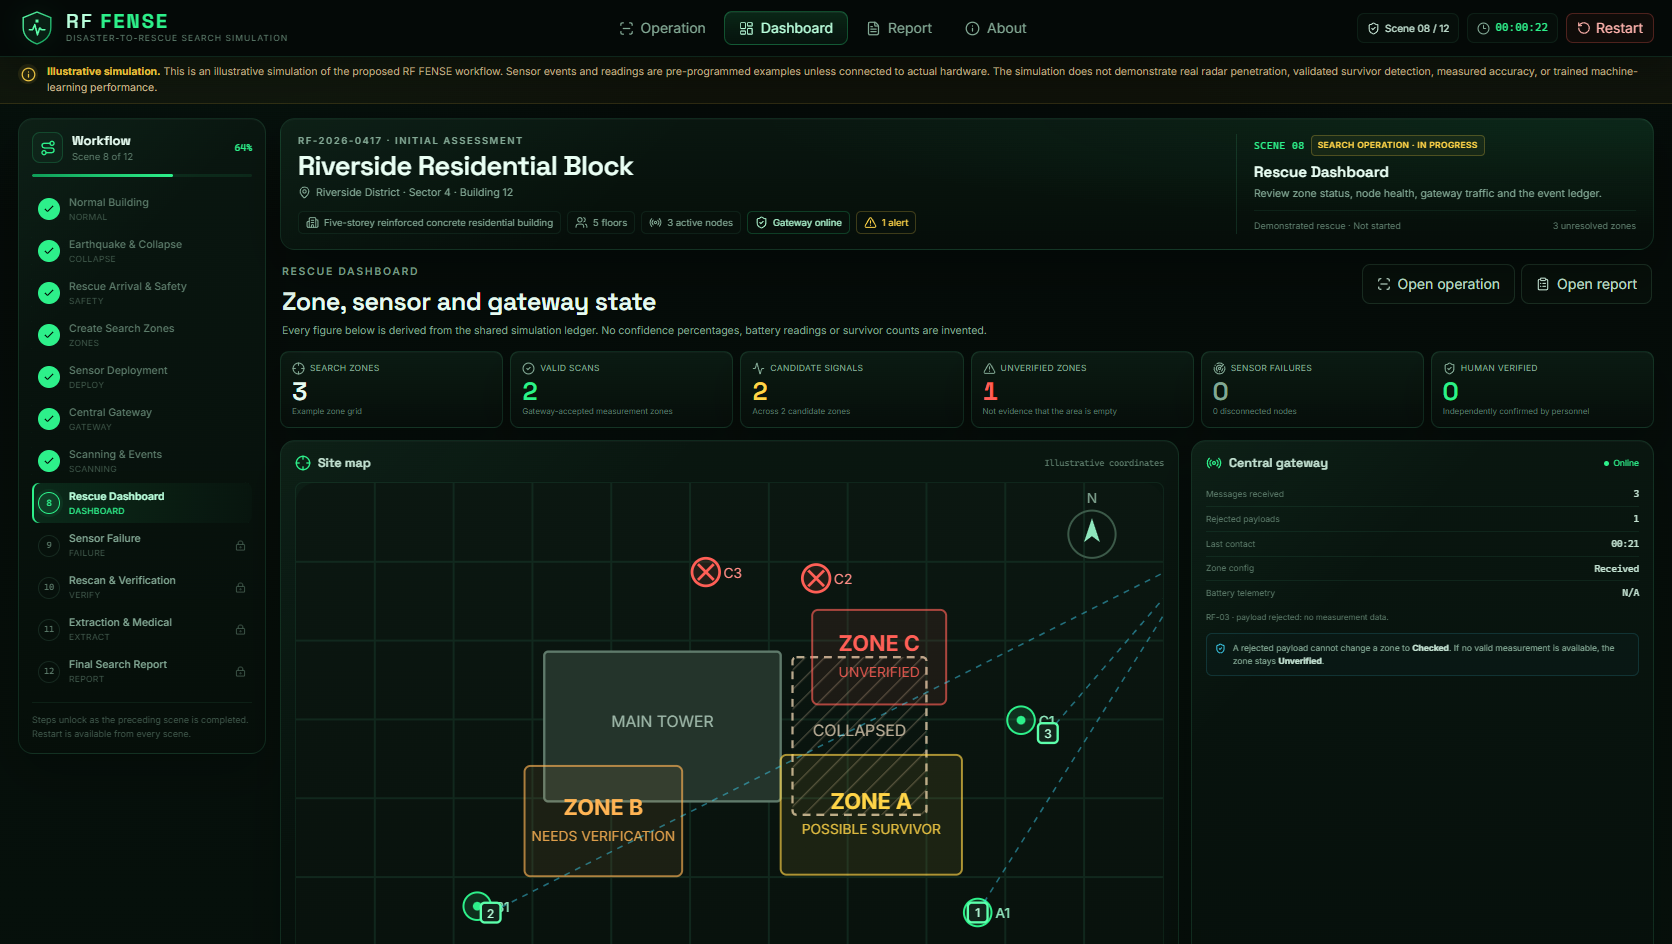 RF FENSE
DISASTER-TO-RESCUE SEARCH SIMULATION
Operation
Dashboard
Report
About
Scene 08 / 12
00:00:22
Restart
Illustrative simulation. This is an illustrative simulation of the proposed RF FENSE workflow. Sensor events and readings are pre-programmed examples unless connected to actual hardware. The simulation does not demonstrate real radar penetration, validated survivor detection, measured accuracy, or trained machine-
learning performance.
Workflow
Scene 8 of 12
64%
Normal Building
NORMAL
Earthquake & Collapse
COLLAPSE
Rescue Arrival & Safety
SAFETY
Create Search Zones
ZONES
Sensor Deployment
DEPLOY
Central Gateway
GATEWAY
Scanning & Events
SCANNING
8
Rescue Dashboard
DASHBOARD
9
Sensor Failure
FAILURE
10
Rescan & Verification
VERIFY
11
Extraction & Medical
EXTRACT
12
Final Search Report
REPORT
Steps unlock as the preceding scene is completed.
Restart is available from every scene.
RF-2026-0417 · INITIAL ASSESSMENT
Riverside Residential Block
Riverside District · Sector 4 · Building 12
Five-storey reinforced concrete residential building
5 floors
3 active nodes
Gateway online
1 alert
SCENE 08
SEARCH OPERATION · IN PROGRESS
Rescue Dashboard
Review zone status, node health, gateway traffic and the event ledger.
Demonstrated rescue · Not started
3 unresolved zones
RESCUE DASHBOARD
Zone, sensor and gateway state
Every figure below is derived from the shared simulation ledger. No confidence percentages, battery readings or survivor counts are invented.
Open operation
Open report
SEARCH ZONES
3
Example zone grid
VALID SCANS
2
Gateway-accepted measurement zones
CANDIDATE SIGNALS
2
Across 2 candidate zones
UNVERIFIED ZONES
1
Not evidence that the area is empty
SENSOR FAILURES
0
0 disconnected nodes
HUMAN VERIFIED
0
Independently confirmed by personnel
Site map
Illustrative coordinates
N
C3
C2
ZONE C
UNVERIFIED
MAIN TOWER
COLLAPSED
3
ZONE B
NEEDS VERIFICATION
ZONE A
POSSIBLE SURVIVOR
2
1
A1
Central gateway
Online
Messages received
3
Rejected payloads
1
Last contact
00:21
Zone config
Received
Battery telemetry
N/A
RF-03 · payload rejected: no measurement data.
A rejected payload cannot change a zone to Checked. If no valid measurement is available, the
zone stays Unverified.